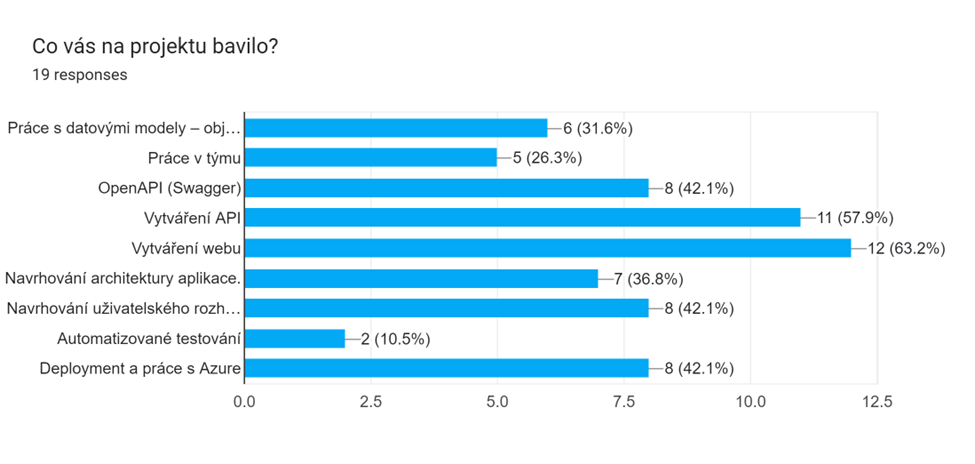 Co vás na projektu bavilo?
19 responses
Práce s datovými modely – obj… 6 (31.6%)
Práce v týmu 5 (26.3%)
OpenAPI (Swagger) 8 (42.1%)
Vytváření API 11 (57.9%)
Vytváření webu 12 (63.2%)
Navrhování architektury aplikace. 7 (36.8%)
Navrhování uživatelského rozh… 8 (42.1%)
Automatizované testování 2 (10.5%)
Deployment a práce s Azure 8 (42.1%)
0.0 2.5 5.0 7.5 10.0 12.5